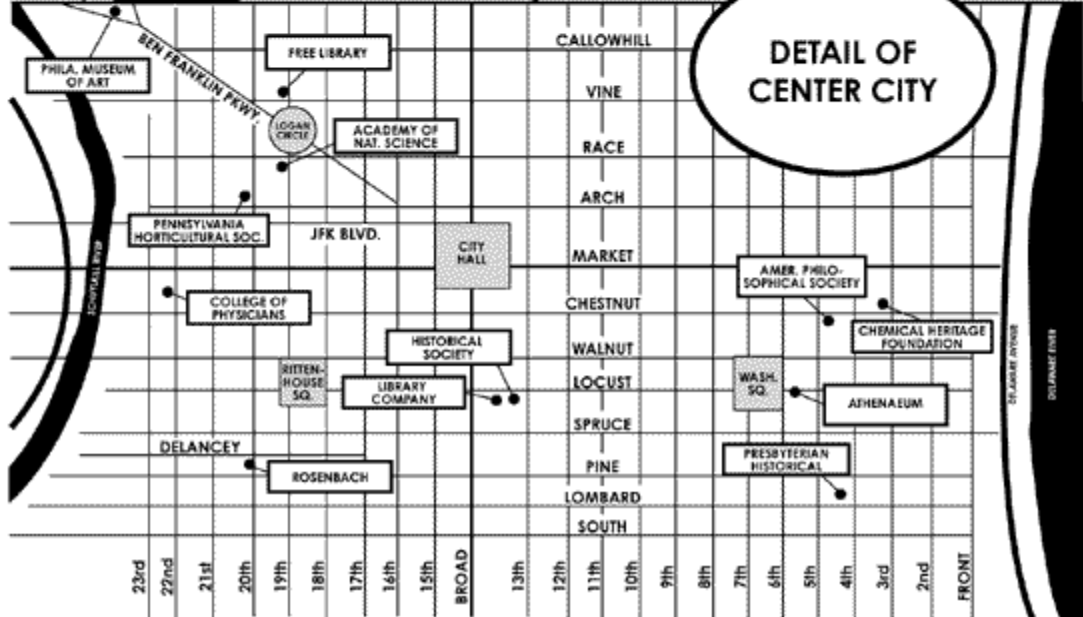 DETAIL OF
CENTER CITY
BEN FRANKLIN PKWY.
PHILA. MUSEUM
OF ART
FREE LIBRARY
CALLOWHILL
VINE
LOGAN
CIRCLE
ACADEMY OF
NAT. SCIENCE
RACE
ARCH
PENNSYLVANIA
HORTICULTURAL SOC.
JFK BLVD.
CITY
HALL
MARKET
SCHUYLKILL RIVER
AMER. PHILO-
SOPHICAL SOCIETY
COLLEGE OF
PHYSICIANS
CHESTNUT
CHEMICAL HERITAGE
FOUNDATION
HISTORICAL
SOCIETY
WALNUT
RITTEN-
HOUSE
SQ.
LIBRARY
COMPANY
LOCUST
WASH.
SQ.
ATHENAEUM
DELAWARE AVENUE
DELAWARE RIVER
SPRUCE
DELANCEY
PRESBYTERIAN
HISTORICAL
ROSENBACH
PINE
LOMBARD
SOUTH
23rd
22nd
21st
20th
19th
18th
17th
16th
15th
BROAD
13th
12th
11th
10th
9th
8th
7th
6th
5th
4th
3rd
2nd
FRONT